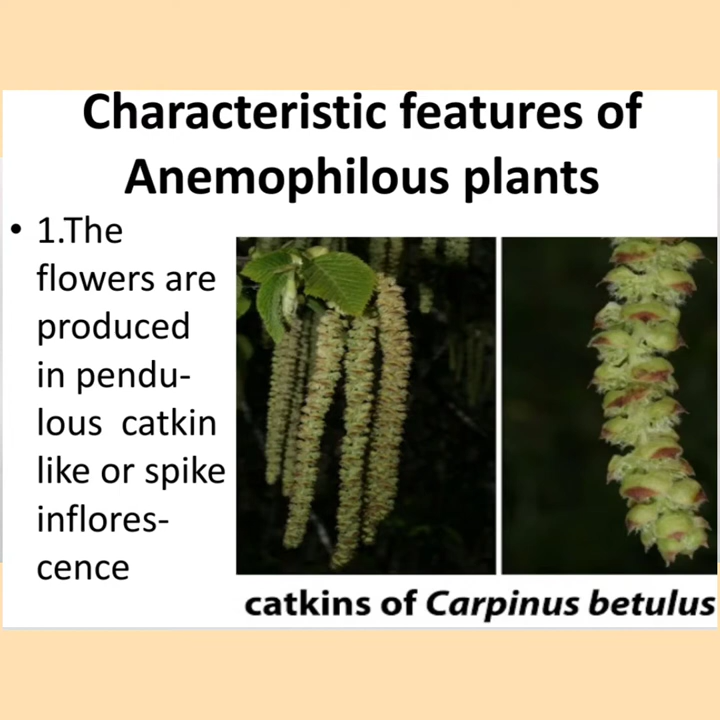 Characteristic features of
Anemophilous plants
• 1.The
flowers are
produced
in pendu-
lous catkin
like or spike
inflores-
cence
catkins of Carpinus betulus